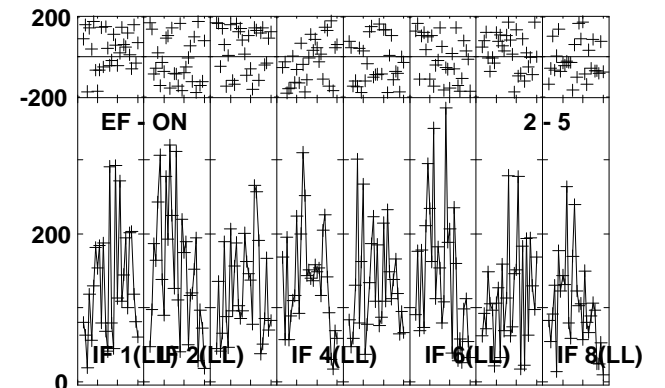 200
-200
EF - ON 2 - 5
200
IF 1(LL) IF 2(LL) IF 4(LL) IF 6(LL) IF 8(LL)
0